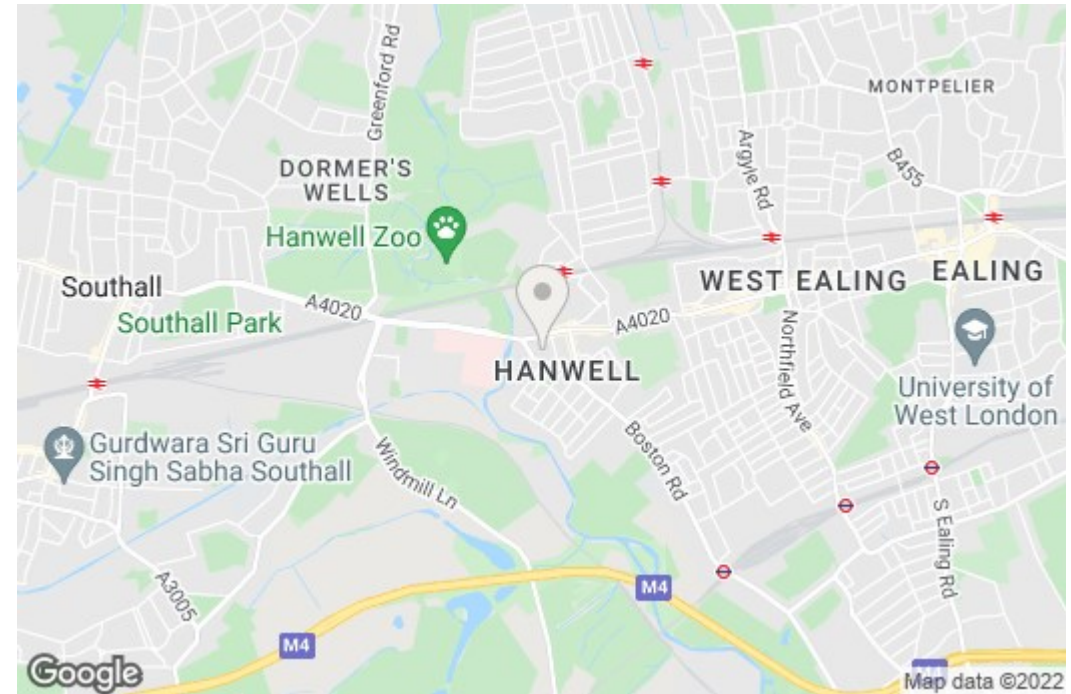 MONTPELIER
Greenford Rd
Argyle Rd
B455
DORMER'S
WELLS
Hanwell Zoo
WEST EALING
EALING
Southall
A4020
Southall Park
A4020
HANWELL
Northfield Ave
University of
West London
Gurdwara Sri Guru
Singh Sabha Southall
Windmill Ln
Boston Rd
S Ealing Rd
A3005
M4
M4
M4
Google
Map data ©2022